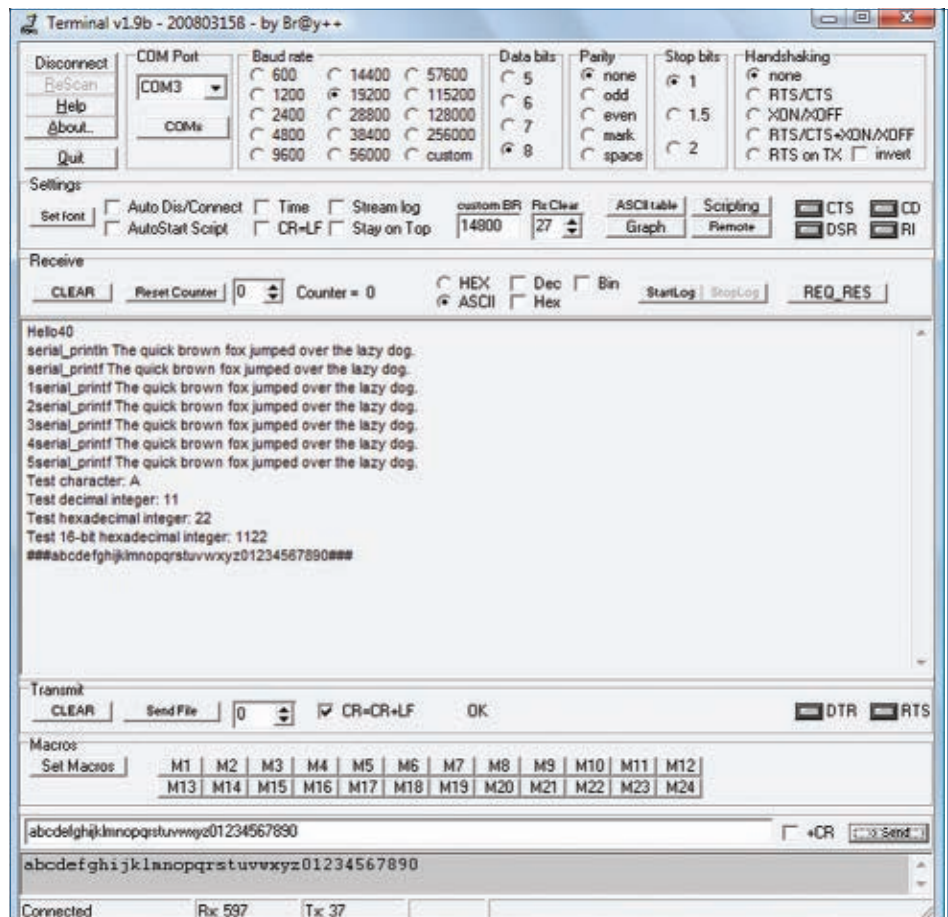 Terminal v1.9b - 20080315ß - by Br@y++
Disconnect
ReScan
Help
About..
Quit
COM Port
COM3
COMs
Baud rate
600 14400 57600
1200 19200 115200
2400 28800 128000
4800 38400 256000
9600 56000 custom
Data bits
5
6
7
8
Parity
none
odd
even
mark
space
Stop bits
1
1.5
2
Handshaking
none
RTS/CTS
XON/XOFF
RTS/CTS+XON/XOFF
RTS on TX invert
Settings
Set font
Auto Dis/Connect Time Stream log
AutoStart Script CR=LF Stay on Top
custom BR Rx Clear
14800 27
ASCII table Scripting
Graph Remote
CTS CD
DSR RI
Receive
CLEAR Reset Counter 0 Counter = 0
HEX Dec Bin
ASCII Hex
StartLog StopLog REQ_RES
Hello40
serial_println The quick brown fox jumped over the lazy dog.
serial_printf The quick brown fox jumped over the lazy dog.
1serial_printf The quick brown fox jumped over the lazy dog.
2serial_printf The quick brown fox jumped over the lazy dog.
3serial_printf The quick brown fox jumped over the lazy dog.
4serial_printf The quick brown fox jumped over the lazy dog.
5serial_printf The quick brown fox jumped over the lazy dog.
Test character: A
Test decimal integer: 11
Test hexadecimal integer: 22
Test 16-bit hexadecimal integer: 1122
###abcdefghijklmnopqrstuvwxyz01234567890###
Transmit
CLEAR Send File 0 CR=CR+LF OK DTR RTS
Macros
Set Macros M1 M2 M3 M4 M5 M6 M7 M8 M9 M10 M11 M12
M13 M14 M15 M16 M17 M18 M19 M20 M21 M22 M23 M24
abcdefghijklmnopqrstuvwxyz01234567890 +CR -> Send
abcdefghijklmnopqrstuvwxyz01234567890
Connected Rx: 597 Tx: 37